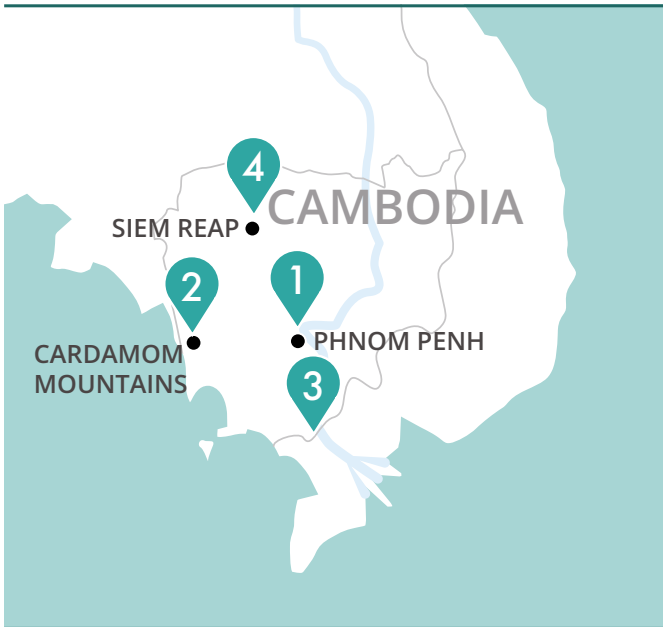 4
CAMBODIA
SIEM REAP
2
1
CARDAMOM
MOUNTAINS
PHNOM PENH
3